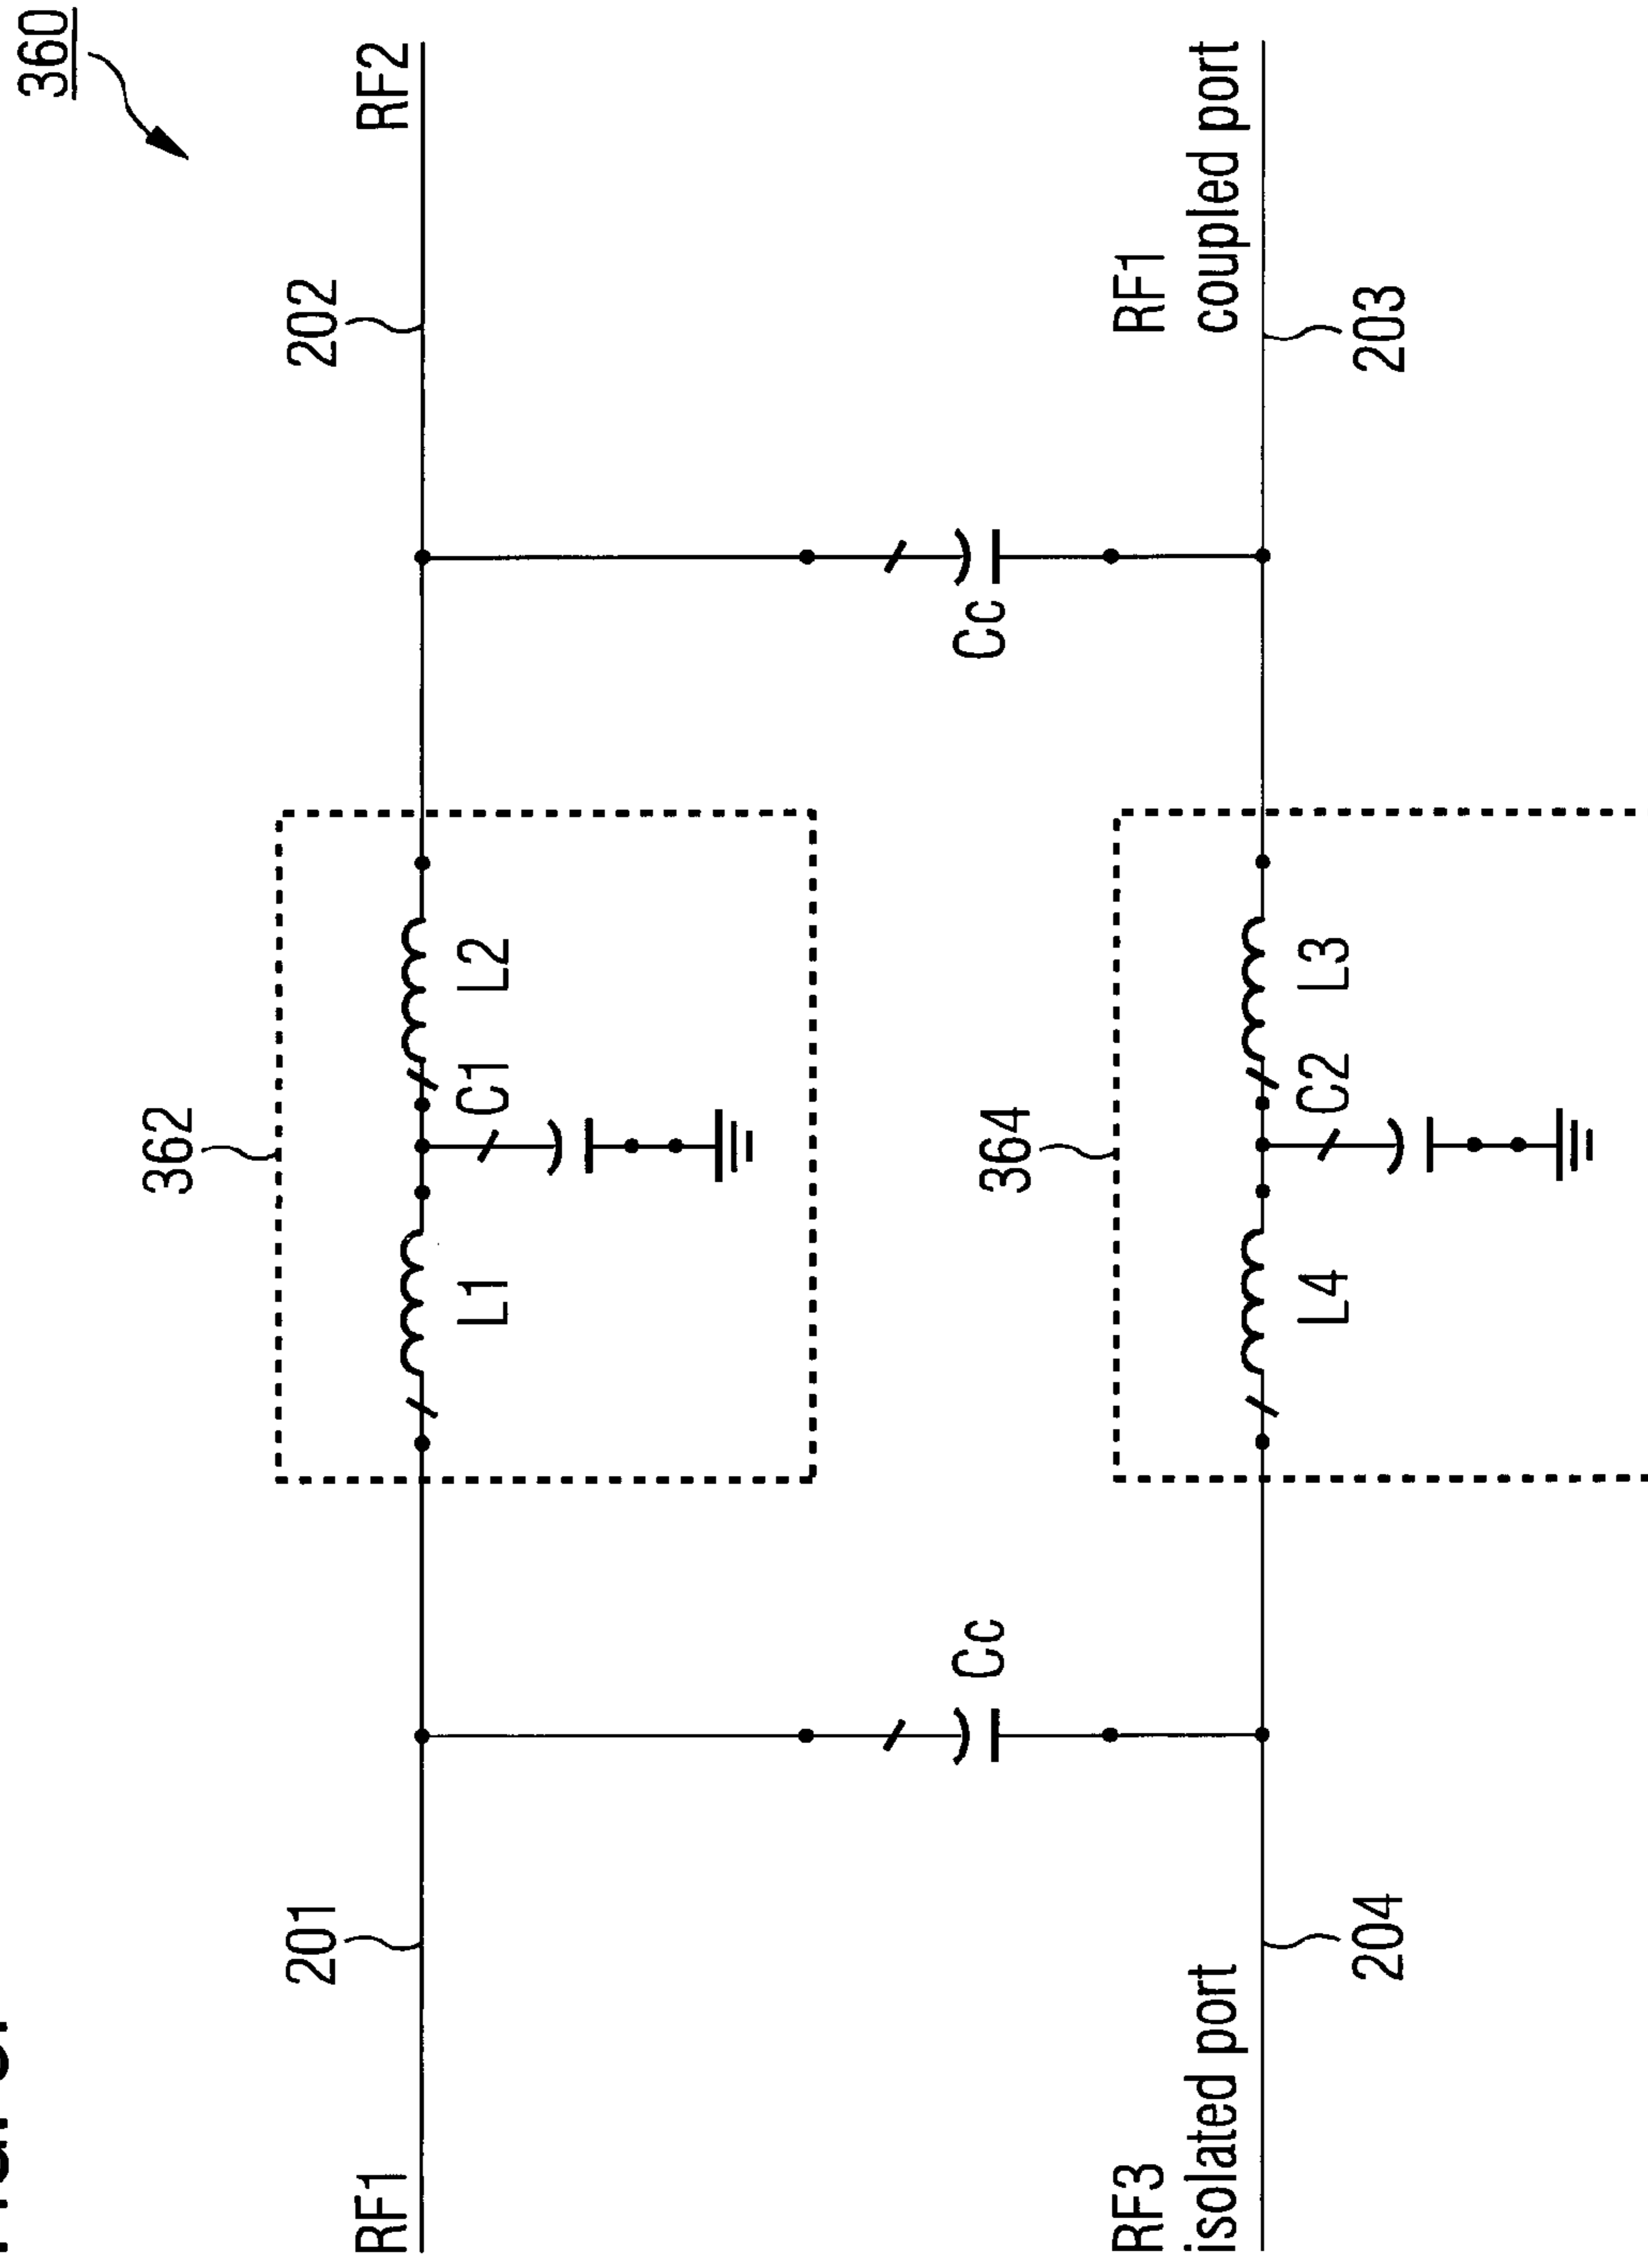 360
RF1
201
202
RF2
362
L1
C1
L2
Cc
Cc
364
L4
C2
L3
RF3
isolated port
204
RF1
coupled port
203